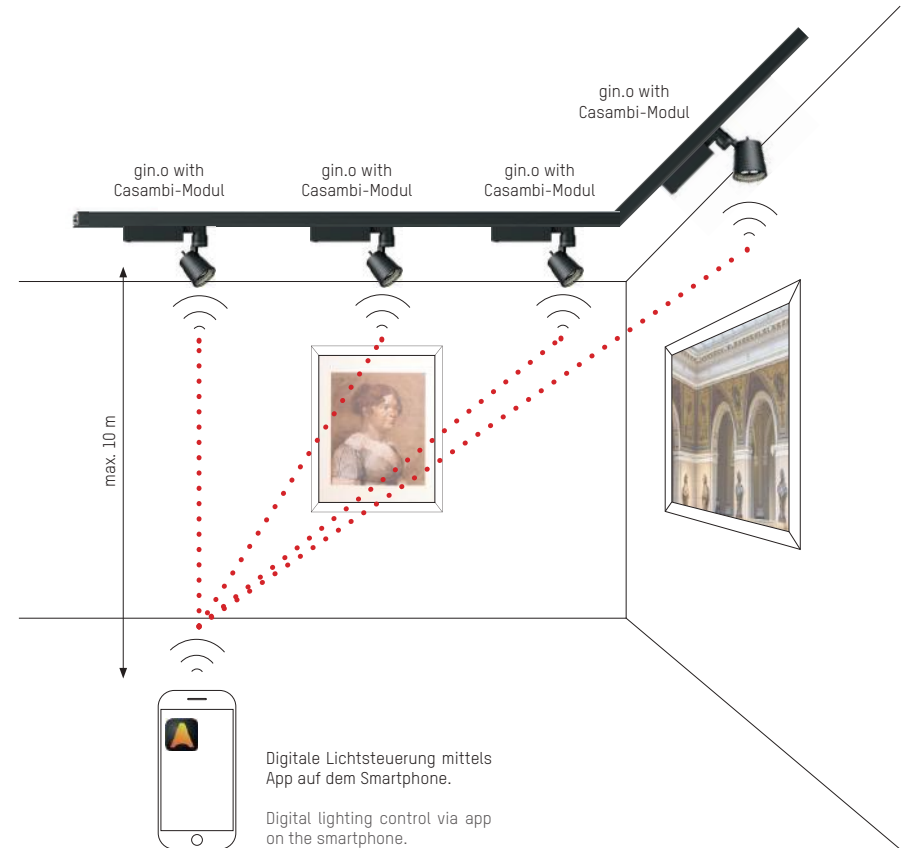 gin.o with
Casambi-Modul
gin.o with
Casambi-Modul
gin.o with
Casambi-Modul
gin.o with
Casambi-Modul
max. 10 m
Digitale Lichtsteuerung mittels
App auf dem Smartphone.
Digital lighting control via app
on the smartphone.